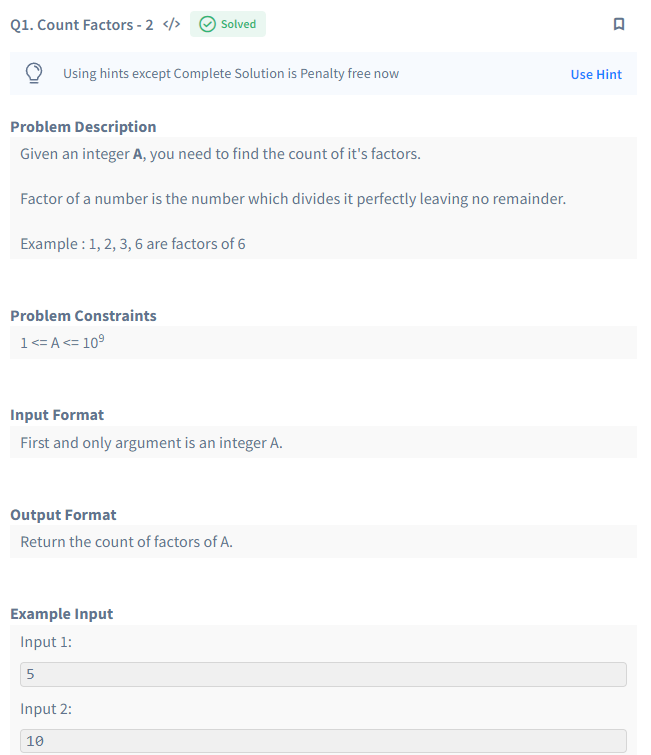 Q1. Count Factors - 2 </> Solved
Using hints except Complete Solution is Penalty free now Use Hint
Problem Description
Given an integer A, you need to find the count of it's factors.
Factor of a number is the number which divides it perfectly leaving no remainder.
Example : 1, 2, 3, 6 are factors of 6
Problem Constraints
1 <= A <= 10⁹
Input Format
First and only argument is an integer A.
Output Format
Return the count of factors of A.
Example Input
Input 1:
5
Input 2:
10